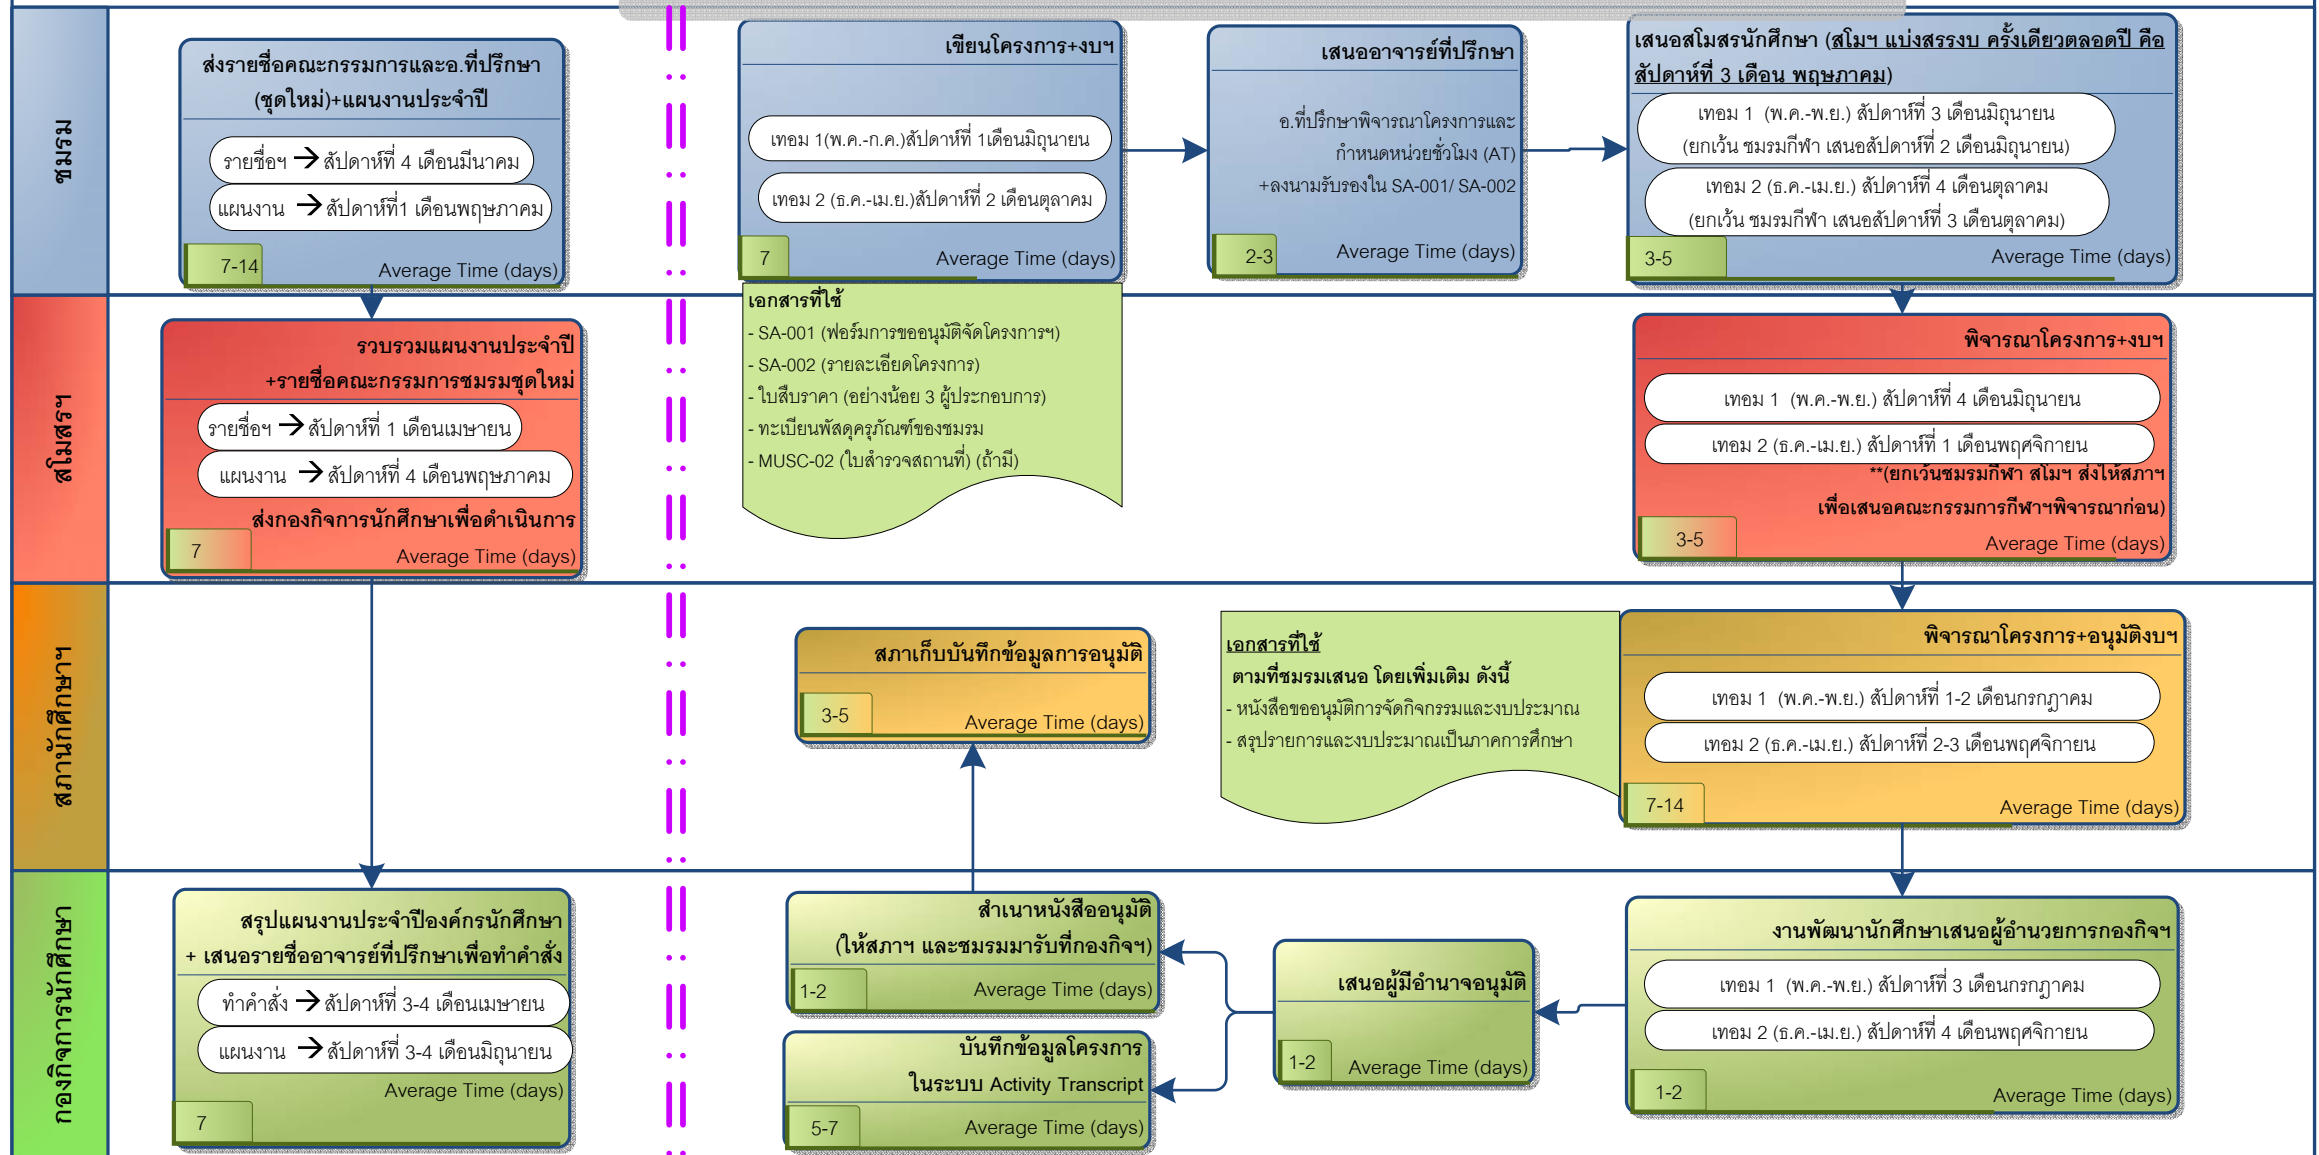 ชมรม
ส่งรายชื่อคณะกรรมการและอ.ที่ปรึกษา
(ชุดใหม่)+แผนงานประจำปี
รายชื่อฯ → สัปดาห์ที่ 4 เดือนมีนาคม
แผนงาน → สัปดาห์ที่1 เดือนพฤษภาคม
7-14
Average Time (days)
เขียนโครงการ+งบฯ
เทอม 1(พ.ค.-ก.ค.)สัปดาห์ที่ 1เดือนมิถุนายน
เทอม 2 (ธ.ค.-เม.ย.)สัปดาห์ที่ 2 เดือนตุลาคม
7
Average Time (days)
เสนออาจารย์ที่ปรึกษา
อ.ที่ปรึกษาพิจารณาโครงการและ
กำหนดหน่วยชั่วโมง (AT)
+ลงนามรับรองใน SA-001/ SA-002
2-3
Average Time (days)
เสนอสโมสรนักศึกษา (สโมฯ แบ่งสรรงบ ครั้งเดียวตลอดปี คือ
สัปดาห์ที่ 3 เดือน พฤษภาคม)
เทอม 1 (พ.ค.-พ.ย.) สัปดาห์ที่ 3 เดือนมิถุนายน
(ยกเว้น ชมรมกีฬา เสนอสัปดาห์ที่ 2 เดือนมิถุนายน)
เทอม 2 (ธ.ค.-เม.ย.) สัปดาห์ที่ 4 เดือนตุลาคม
(ยกเว้น ชมรมกีฬา เสนอสัปดาห์ที่ 3 เดือนตุลาคม)
3-5
Average Time (days)
สโมสรฯ
รวบรวมแผนงานประจำปี
+รายชื่อคณะกรรมการชมรมชุดใหม่
รายชื่อฯ → สัปดาห์ที่ 1 เดือนเมษายน
แผนงาน → สัปดาห์ที่ 4 เดือนพฤษภาคม
ส่งกองกิจการนักศึกษาเพื่อดำเนินการ
7
Average Time (days)
เอกสารที่ใช้
- SA-001 (ฟอร์มการขออนุมัติจัดโครงการฯ)
- SA-002 (รายละเอียดโครงการ)
- ใบสืบราคา (อย่างน้อย 3 ผู้ประกอบการ)
- ทะเบียนพัสดุครุภัณฑ์ของชมรม
- MUSC-02 (ใบสำรวจสถานที่) (ถ้ามี)
พิจารณาโครงการ+งบฯ
เทอม 1 (พ.ค.-พ.ย.) สัปดาห์ที่ 4 เดือนมิถุนายน
เทอม 2 (ธ.ค.-เม.ย.) สัปดาห์ที่ 1 เดือนพฤศจิกายน
**(ยกเว้นชมรมกีฬา สโมฯ ส่งให้สภาฯ
เพื่อเสนอคณะกรรมการกีฬาฯพิจารณาก่อน)
3-5
Average Time (days)
สภานักศึกษาฯ
สภาเก็บบันทึกข้อมูลการอนุมัติ
3-5
Average Time (days)
เอกสารที่ใช้
ตามที่ชมรมเสนอ โดยเพิ่มเติม ดังนี้
- หนังสือขออนุมัติการจัดกิจกรรมและงบประมาณ
- สรุปรายการและงบประมาณเป็นภาคการศึกษา
พิจารณาโครงการ+อนุมัติงบฯ
เทอม 1 (พ.ค.-พ.ย.) สัปดาห์ที่ 1-2 เดือนกรกฎาคม
เทอม 2 (ธ.ค.-เม.ย.) สัปดาห์ที่ 2-3 เดือนพฤศจิกายน
7-14
Average Time (days)
กองกิจการนักศึกษา
สรุปแผนงานประจำปีองค์กรนักศึกษา
+ เสนอรายชื่ออาจารย์ที่ปรึกษาเพื่อทำคำสั่ง
ทำคำสั่ง → สัปดาห์ที่ 3-4 เดือนเมษายน
แผนงาน → สัปดาห์ที่ 3-4 เดือนมิถุนายน
Average Time (days)
7
สำเนาหนังสืออนุมัติ
(ให้สภาฯ และชมรมมารับที่กองกิจฯ)
1-2
Average Time (days)
บันทึกข้อมูลโครงการ
ในระบบ Activity Transcript
5-7
Average Time (days)
เสนอผู้มีอำนาจอนุมัติ
1-2
Average Time (days)
งานพัฒนานักศึกษาเสนอผู้อำนวยการกองกิจฯ
เทอม 1 (พ.ค.-พ.ย.) สัปดาห์ที่ 3 เดือนกรกฎาคม
เทอม 2 (ธ.ค.-เม.ย.) สัปดาห์ที่ 4 เดือนพฤศจิกายน
1-2
Average Time (days)